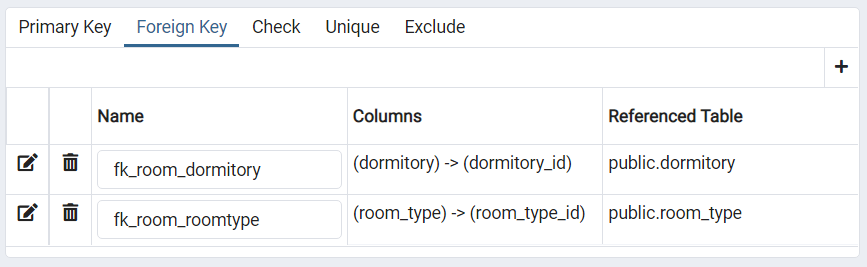 Primary Key Foreign Key Check Unique Exclude
+
Name Columns Referenced Table
fk_room_dormitory (dormitory) -> (dormitory_id) public.dormitory
fk_room_roomtype (room_type) -> (room_type_id) public.room_type